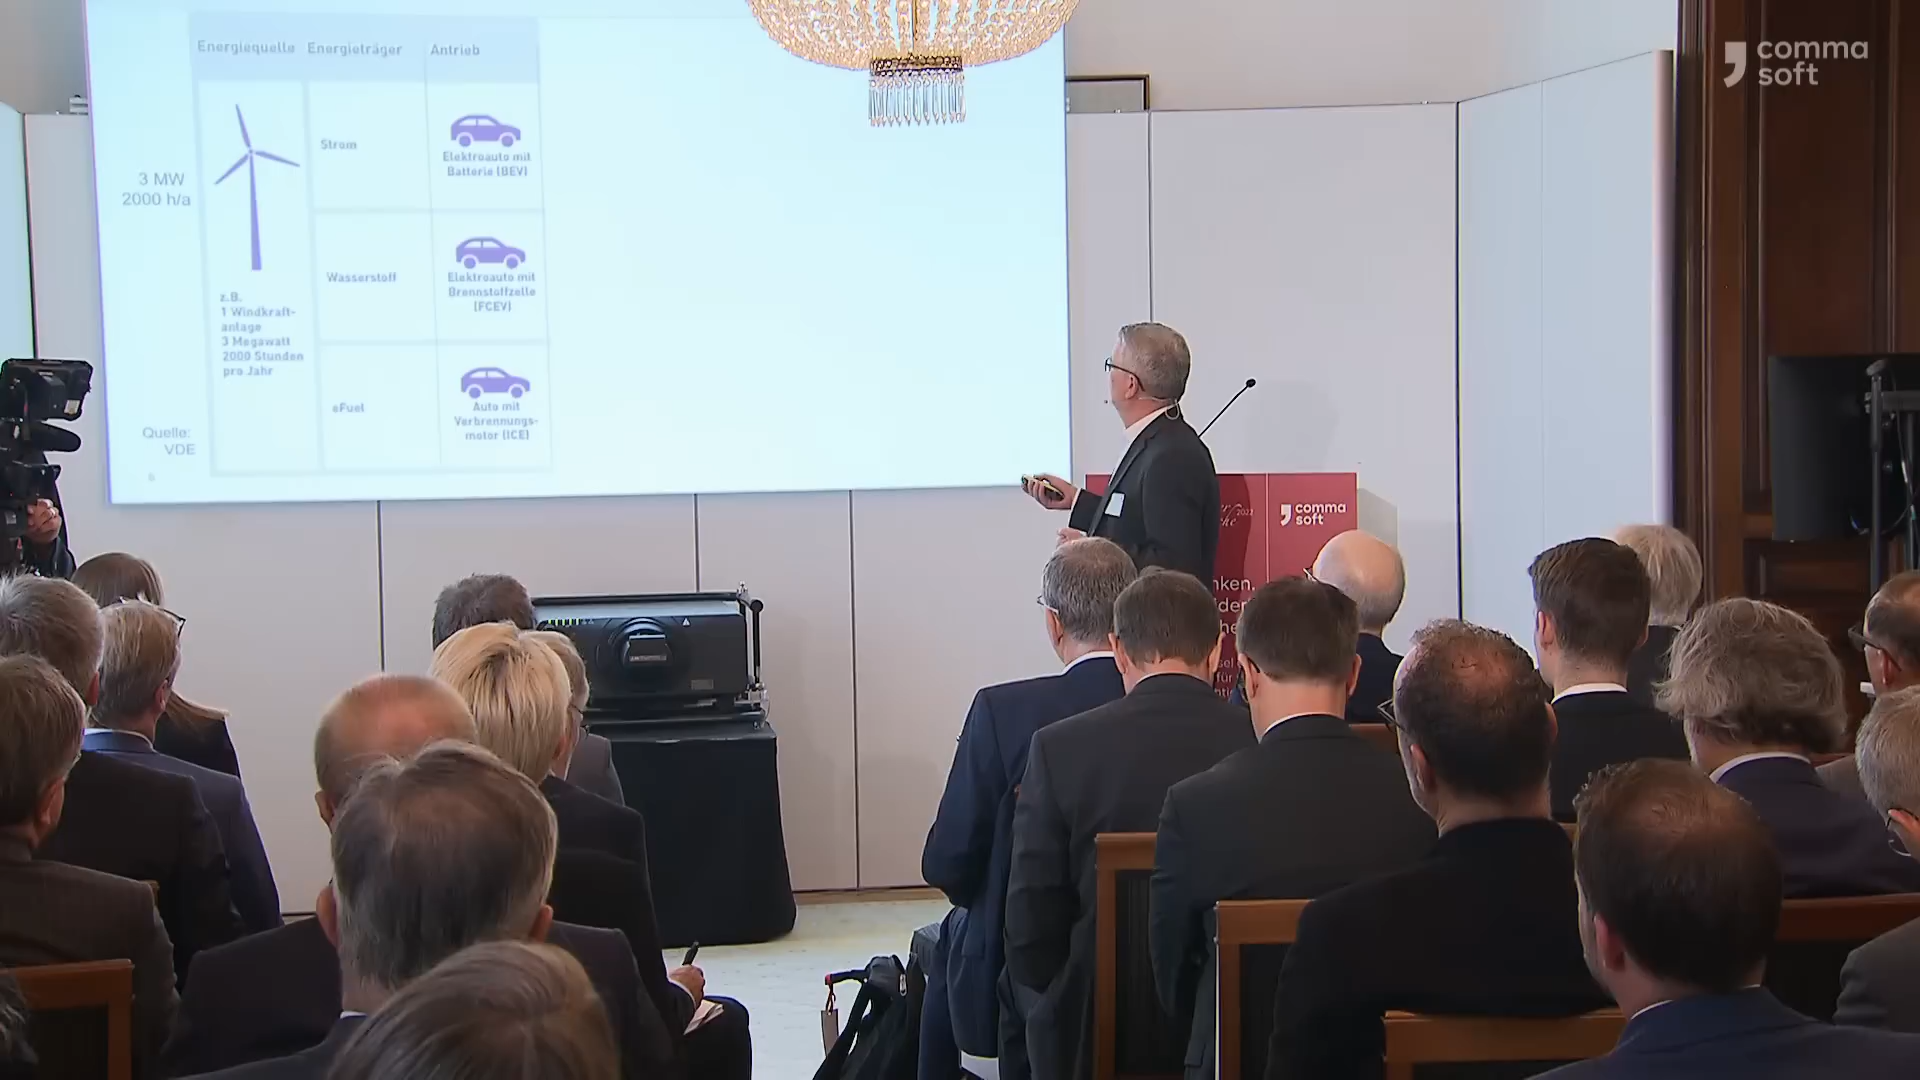 Energiequelle Energieträger Antrieb
3 MW
2000 h/a
Strom
Elektroauto mit
Batterie (BEV)
Wasserstoff
Elektroauto mit
Brennstoffzelle
(FCEV)
z.B.
1 Windkraft-
anlage
3 Megawatt
2000 Stunden
pro Jahr
eFuel
Auto mit
Verbrennungs-
motor (ICE)
Quelle:
VDE
comma
soft
2022
comma
soft